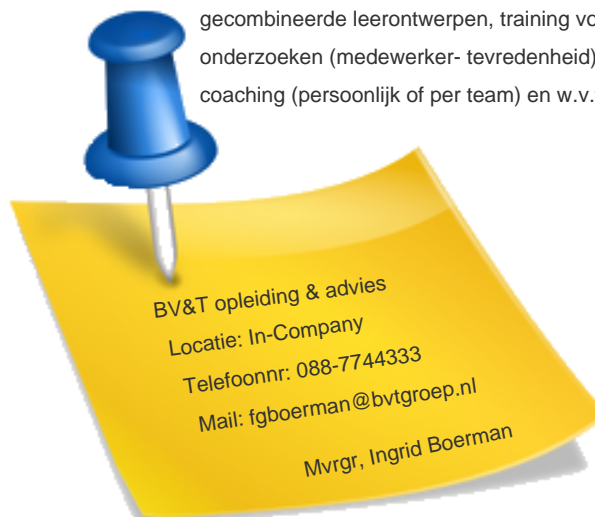 gecombineerde leerontwerpen, training vo
onderzoeken (medewerker- tevredenheid)
coaching (persoonlijk of per team) en w.v.
BV&T opleiding & advies
Locatie: In-Company
Telefoonnr: 088-7744333
Mail: fgboerman@bvtgroep.nl
Mvrgr, Ingrid Boerman